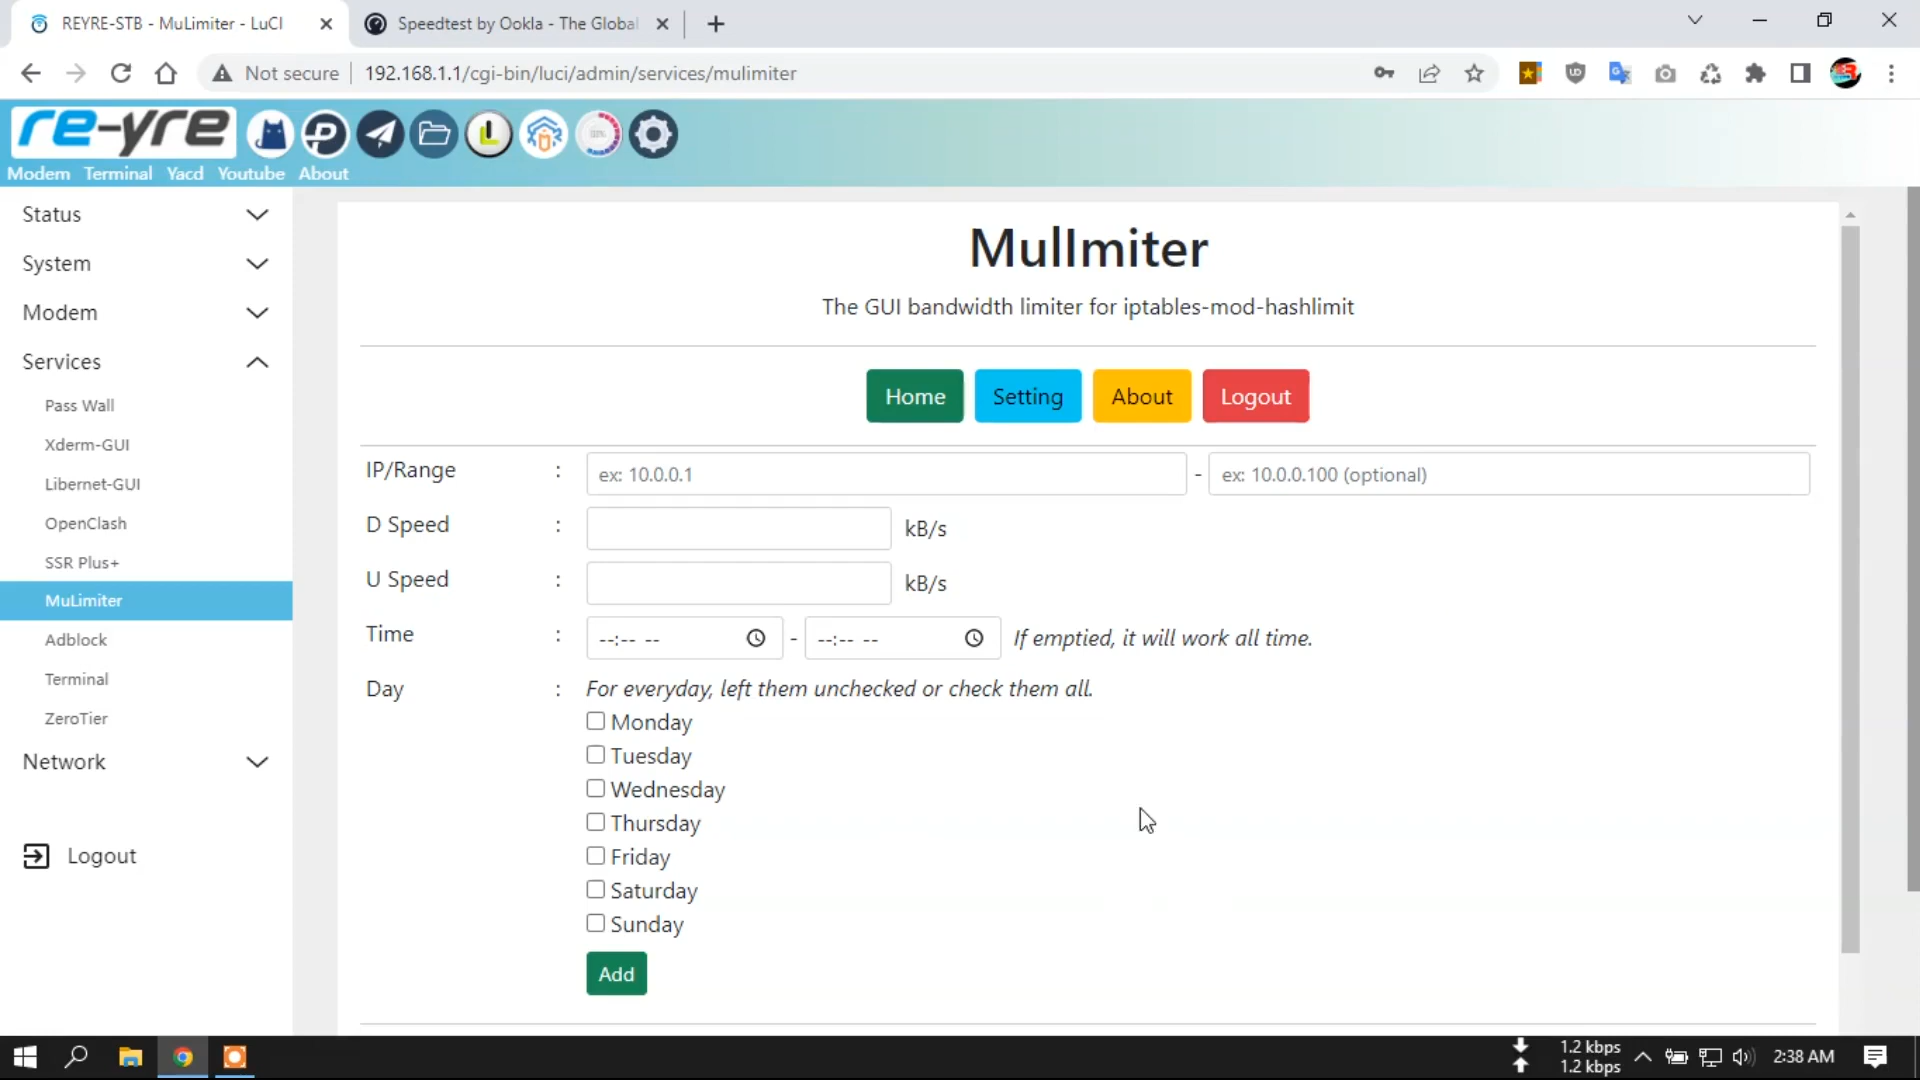 REYRE-STB - MuLimiter - LuCI
Speedtest by Ookla - The Global
Not secure
192.168.1.1/cgi-bin/luci/admin/services/mulimiter
re-yre
Modem Terminal Yacd Youtube About
Status
System
Modem
Services
Pass Wall
Xderm-GUI
Libernet-GUI
OpenClash
SSR Plus+
MuLimiter
Adblock
Terminal
ZeroTier
Network
Logout
MulImiter
The GUI bandwidth limiter for iptables-mod-hashlimit
Home Setting About Logout
IP/Range : ex: 10.0.0.1 - ex: 10.0.0.100 (optional)
D Speed : kB/s
U Speed : kB/s
Time : --:-- -- - --:-- -- If emptied, it will work all time.
Day : For everyday, left them unchecked or check them all.
Monday
Tuesday
Wednesday
Thursday
Friday
Saturday
Sunday
Add
1.2 kbps
1.2 kbps
2:38 AM